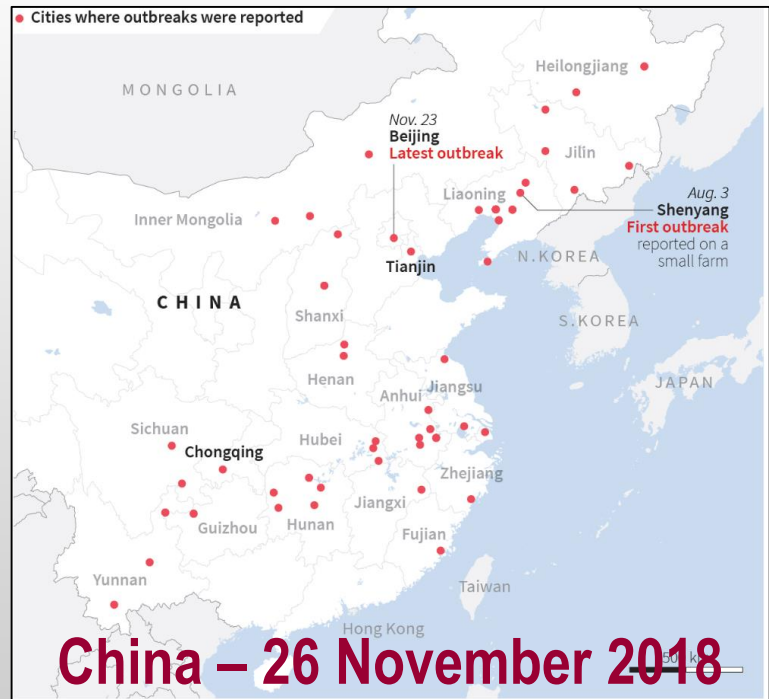 Cities where outbreaks were reported
MONGOLIA
Heilongjiang
Nov. 23
Beijing
Latest outbreak
Jilin
Liaoning
Aug. 3
Shenyang
First outbreak
reported on a
small farm
Inner Mongolia
Tianjin
N.KOREA
CHINA
Shanxi
S.KOREA
Henan
Anhui
Jiangsu
JAPAN
Sichuan
Chongqing
Hubei
Zhejiang
Jiangxi
Guizhou
Hunan
Fujian
Yunnan
Taiwan
Hong Kong
China – 26 November 2018